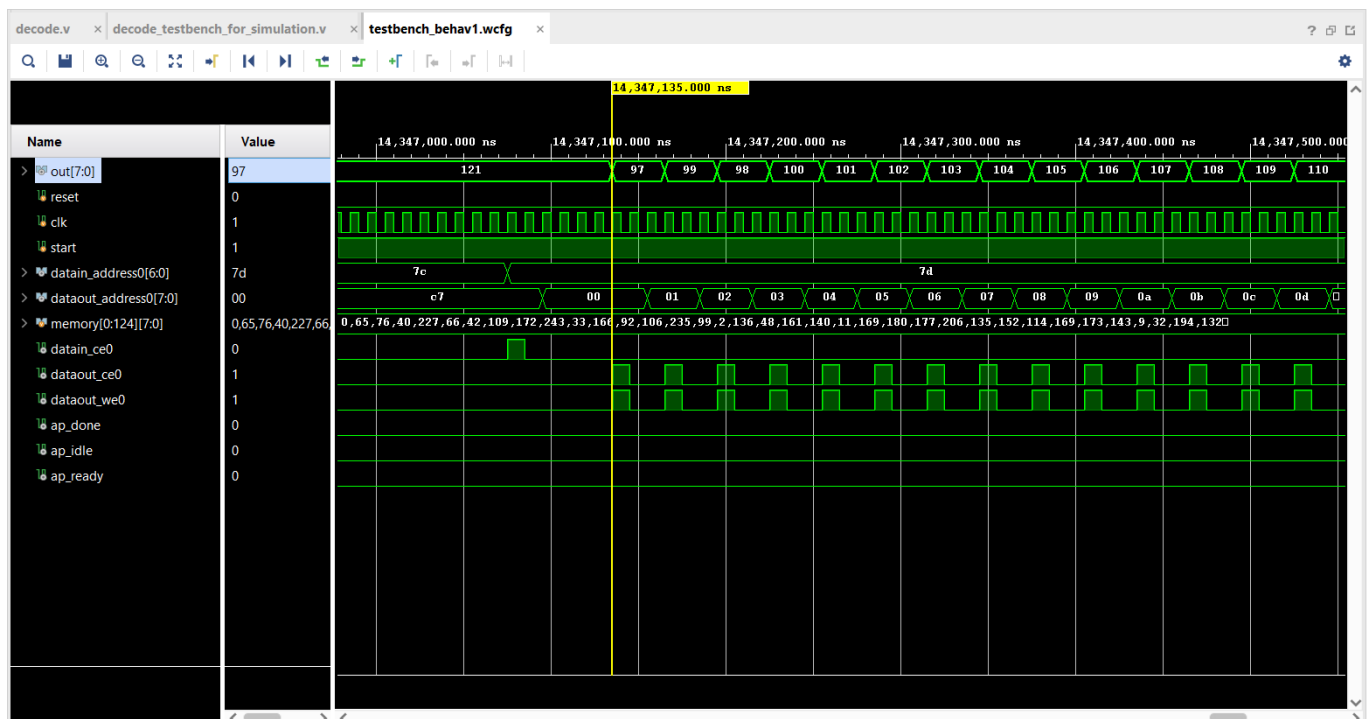 decode.v × decode_testbench_for_simulation.v × testbench_behav1.wcfg × ?
14,347,135.000 ns
Name Value 14,347,000.000 ns 14,347,100.000 ns 14,347,200.000 ns 14,347,300.000 ns 14,347,400.000 ns 14,347,500.000
out[7:0] 97 121 97 99 98 100 101 102 103 104 105 106 107 108 109 110
reset 0
clk 1
start 1
datain_address0[6:0] 7d 7c 7d
dataout_address0[7:0] 00 c7 00 01 02 03 04 05 06 07 08 09 0a 0b 0c 0d
memory[0:124][7:0] 0,65,76,40,227,66, 0,65,76,40,227,66,42,109,172,243,33,166,92,106,235,99,2,136,48,161,140,11,169,180,177,206,135,152,114,169,173,143,9,32,194,132
datain_ce0 0
dataout_ce0 1
dataout_we0 1
ap_done 0
ap_idle 0
ap_ready 0